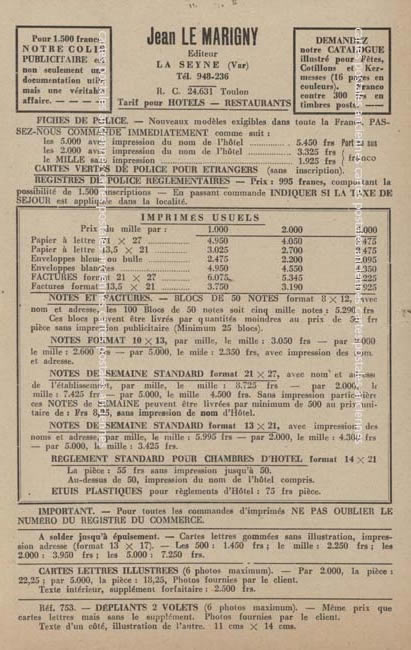 Pour 1.500 francs
NOTRE COLIS
PUBLICITAIRE
non seulement une
documentation
mais une véritable
affaire. — — —
Jean LE MARIGNY
Editeur
LA SEYNE (Var)
Tél. 948-236
R. C. 24.631 Toulon
Tarif pour HOTELS — RESTAURANTS
DEMANDEZ
notre CATALOGUE
illustré pour Fêtes,
Cotillons et Ker-
messes (16 pages en
couleurs). Franco
contre 300 frs en
timbres poste. ——
FICHES DE POLICE. — Nouveaux modèles exigibles dans toute la France. PAS-
SEZ-NOUS COMMANDE IMMEDIATEMENT comme suit :
les 5.000 avec impression du nom de l'hôtel .............. 5.450 frs Port en sus
les 2.000 avec impression du nom de l'hôtel .............. 3.325 frs
le MILLE sans impression .............. 1.925 frs franco
CARTES VERTES DE POLICE POUR ETRANGERS (sans inscription).
REGISTRES DE POLICE REGLEMENTAIRES — Prix : 995 francs, comportant la
possibilité de 1.500 inscriptions — En passant commande INDIQUER SI LA TAXE DE
SEJOUR est appliquée dans la localité.
IMPRIMES USUELS
Prix du mille par : 1.000 2.000
Papier à lettre 21 × 27 4.950 4.050
Papier à lettre 13,5 × 21 3.025 2.700
Enveloppes bleues ou bulle 2.475 2.200
Enveloppes blanches 4.950 4.550
FACTURES format 21 × 27 6.075 5.345
Factures format 13,5 × 21 3.750 3.190
NOTES ET FACTURES. — BLOCS DE 50 NOTES format 8 × 12, avec
nom et adresse, les 100 Blocs de 50 notes soit cinq mille notes : 5.290 frs
Ces blocs peuvent être livrés par quantités moindres au prix de frs
pièce sans impression publicitaire (Minimum 25 blocs).
NOTES FORMAT 10 × 13, par mille, le mille : 3.050 frs — par
le mille : 2.600 frs — par 5.000, le mille : 2.350 frs, avec impression des nom
et adresse.
NOTES DE SEMAINE STANDARD format 21 × 27, avec nom et adresse
de l'établissement, par mille, le mille : 8.725 frs — par 2.000, le
mille : 7.425 frs — par 5.000, le mille 4.500 frs. Sans impression particulière
ces NOTES de SEMAINE peuvent être livrées par minimum de 500 au prix uni-
taire de : Frs 8,25, sans impression de nom d'Hôtel.
NOTES DE SEMAINE STANDARD format 13 × 21, avec impression des
noms et adresse, par mille, le mille : 5.995 frs — par 2.000, le mille : 4.300 frs
— par 5.000, le mille : 3.425 frs.
REGLEMENT STANDARD POUR CHAMBRES D'HOTEL format 14 × 21
La pièce : 55 frs sans impression jusqu'à 50.
Au-dessus de 50, impression du nom de l'hôtel compris.
ETUIS PLASTIQUES pour règlements d'Hôtel : 75 frs pièce.
IMPORTANT. — Pour toutes les commandes d'imprimés NE PAS OUBLIER LE
NUMERO DU REGISTRE DU COMMERCE.
A solder jusqu'à épuisement. — Cartes lettres gommées sans illustration, impres-
sion adresse (format 13 × 17). — Les 500 : 1.450 frs ; le mille : 2.250 frs ; les
2.000 : 3.950 frs ; les 5.000 : 7.250 frs.
CARTES LETTRES ILLUSTREES (6 photos maximum). — Par 2.000, la pièce :
22,25 ; par 5.000, la pièce : 18,25, Photos fournies par le client.
Texte intérieur, supplément forfaitaire : 2.500 frs.
Réf. 753. — DEPLIANTS 2 VOLETS (6 photos maximum). — Même prix que
cartes lettres mais sans le supplément. Photos fournies par le client.
Texte d'un côté, illustration de l'autre. 11 cms × 14 cms.